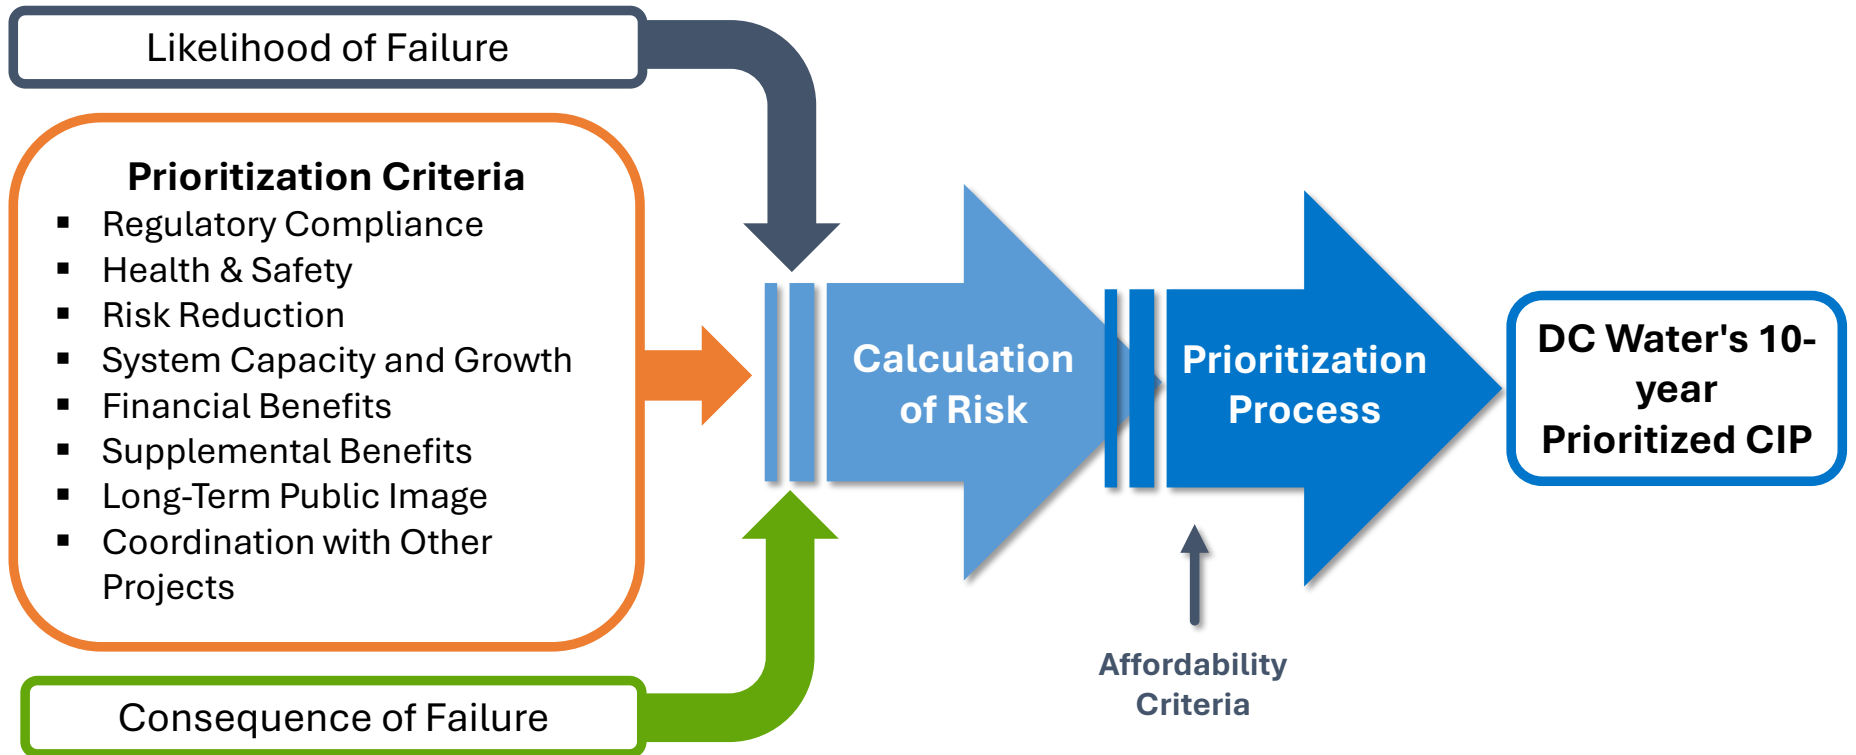 Likelihood of Failure
Prioritization Criteria
▪ Regulatory Compliance
▪ Health & Safety
▪ Risk Reduction
▪ System Capacity and Growth
▪ Financial Benefits
▪ Supplemental Benefits
▪ Long-Term Public Image
▪ Coordination with Other
Projects
Consequence of Failure
Calculation
of Risk
Prioritization
Process
Affordability
Criteria
DC Water's 10-
year
Prioritized CIP